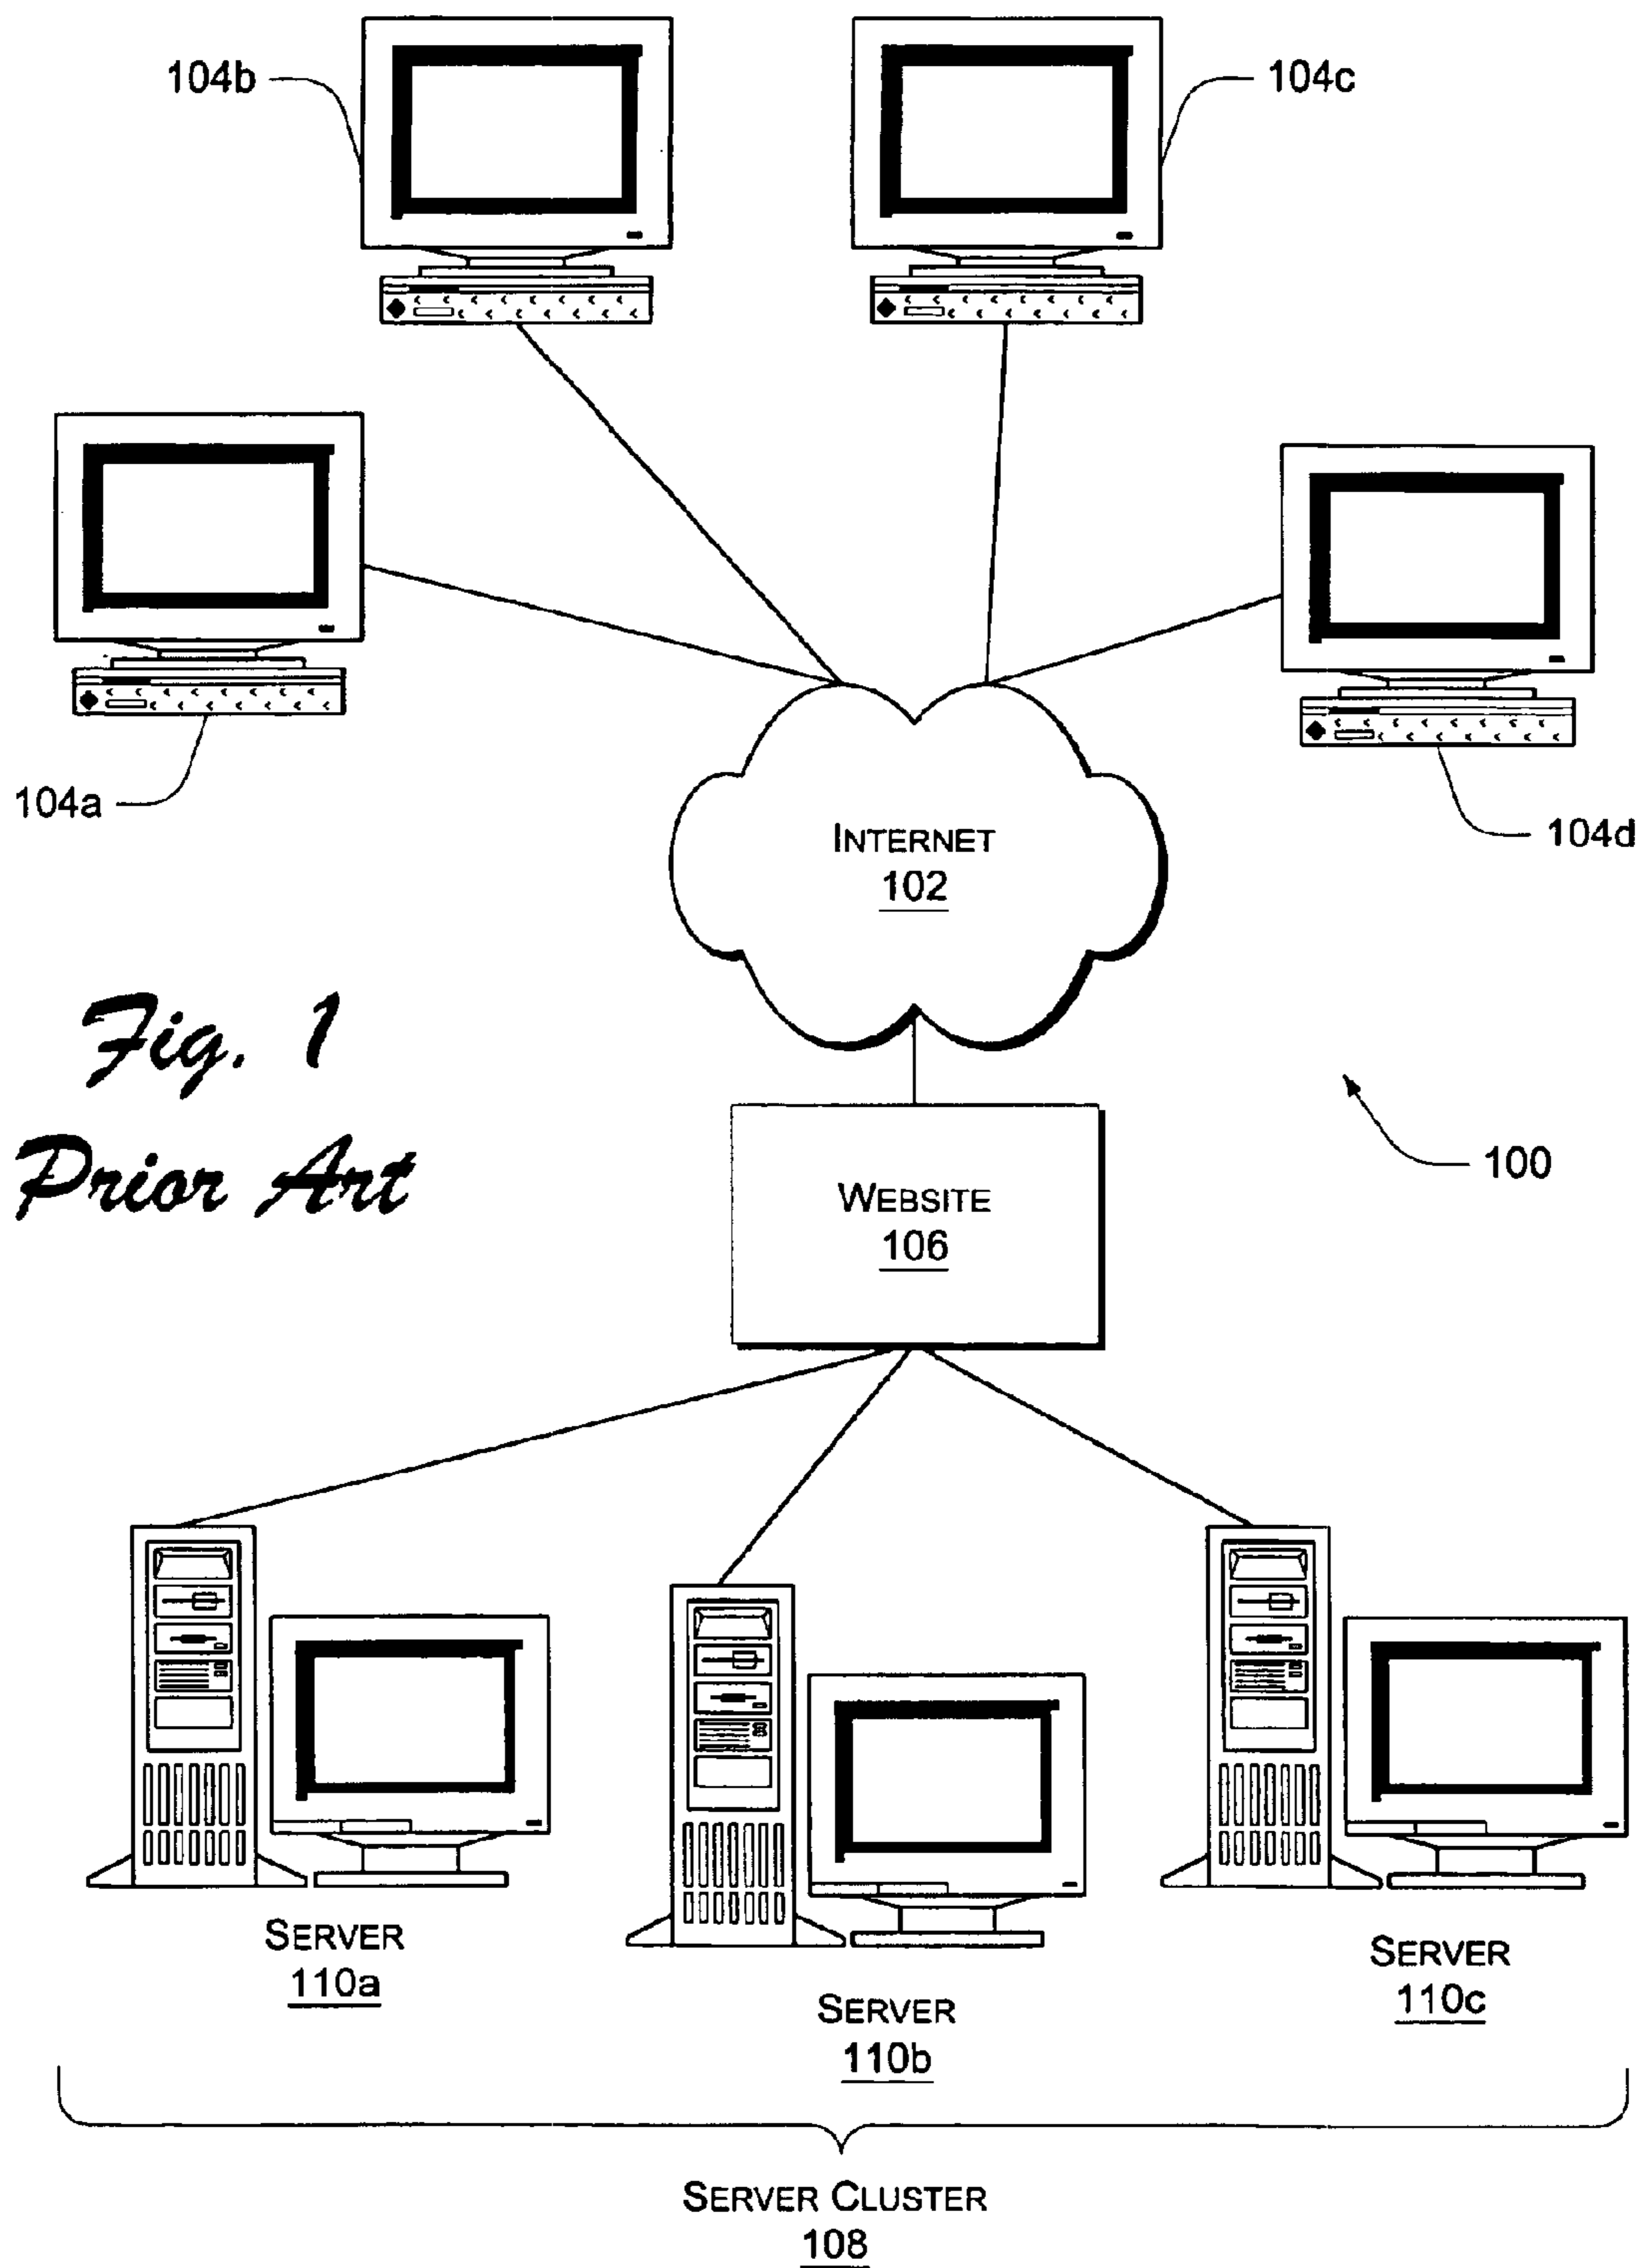 104b
104c
104a
104d
INTERNET
102
Fig. 1
Prior Art
100
WEBSITE
106
SERVER
110a
SERVER
110b
SERVER
110c
SERVER CLUSTER
108